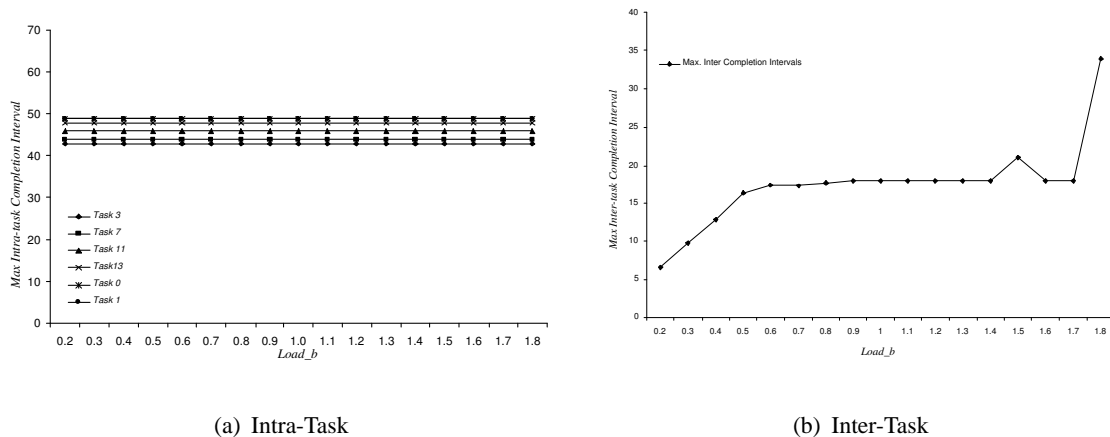 70
60
50
40
30
20
10
0
Max Intra-task Completion Interval
Task 3
Task 7
Task 11
Task13
Task 0
Task 1
0.2 0.3 0.4 0.5 0.6 0.7 0.8 0.9 1.0 1.1 1.2 1.3 1.4 1.5 1.6 1.7 1.8
Load_b
(a) Intra-Task
40
35
30
25
20
15
10
5
0
Max Inter-task Completion Interval
Max. Inter Completion Intervals
0.2 0.3 0.4 0.5 0.6 0.7 0.8 0.9 1 1.1 1.2 1.3 1.4 1.5 1.6 1.7 1.8
Load_b
(b) Inter-Task